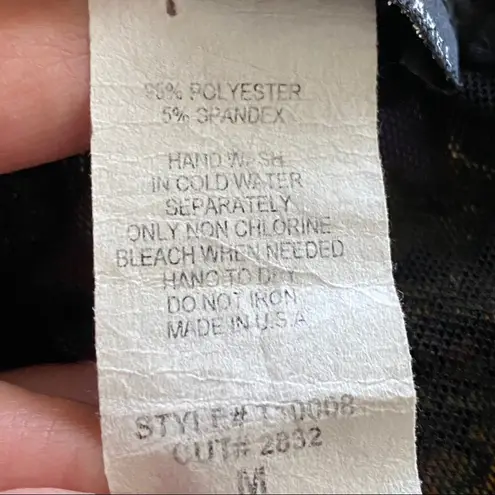 95% POLYESTER
5% SPANDEX
HAND WASH
IN COLD WATER
SEPARATELY
ONLY NON CHLORINE
BLEACH WHEN NEEDED
HANG TO DRY
DO NOT IRON
MADE IN U.S.A
STYLE#
CUT# 2832
M